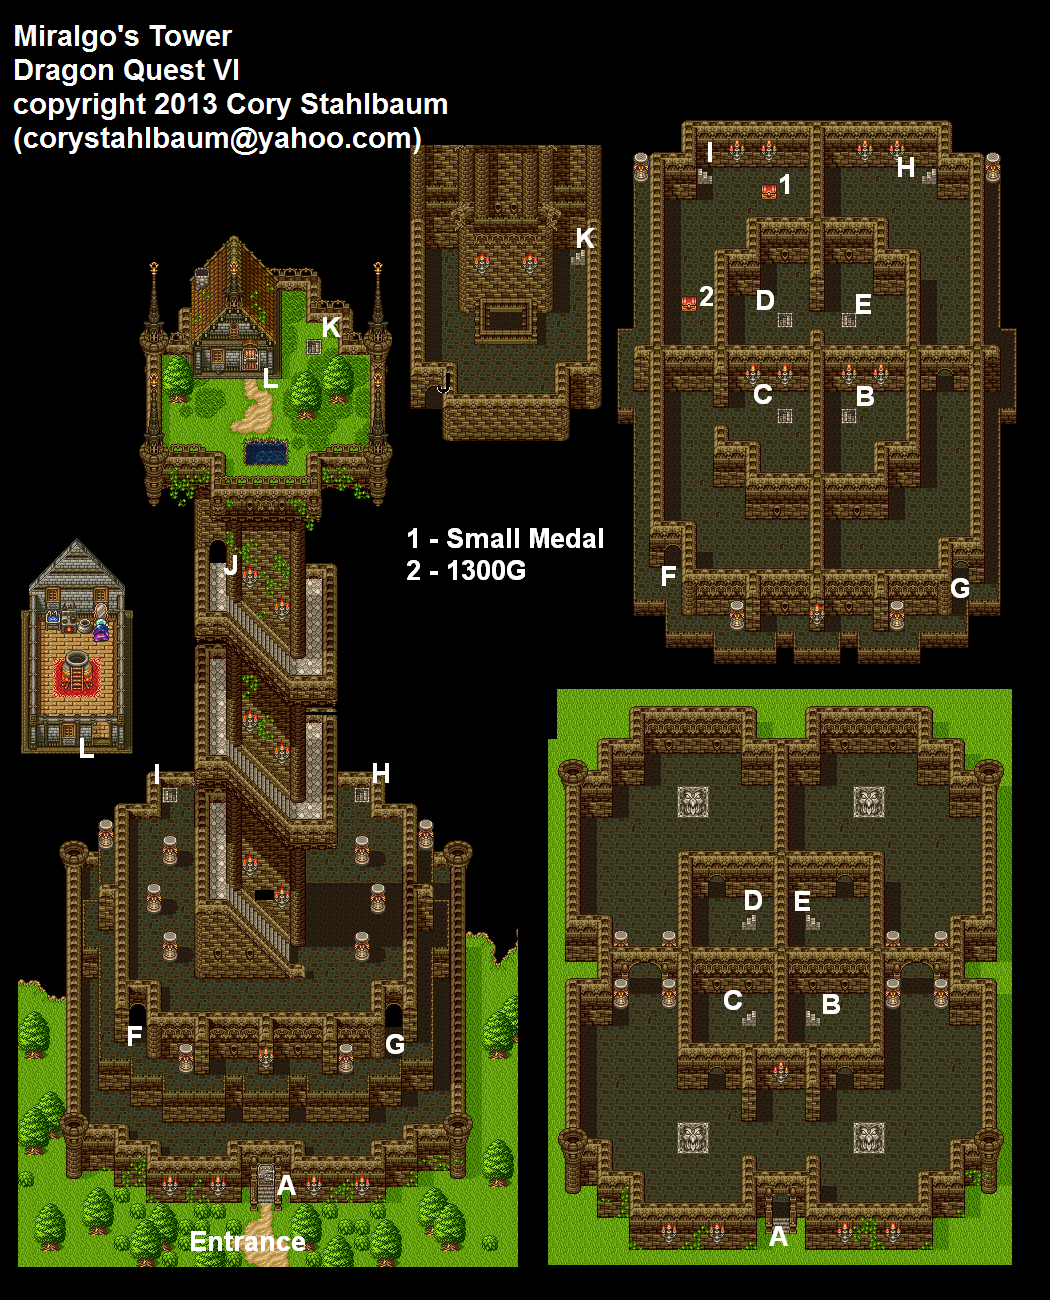 Miralgo's Tower
Dragon Quest VI
copyright 2013 Cory Stahlbaum
(corystahlbaum@yahoo.com)
I
H
1
K
2
D
E
K
L
J
C
B
1 - Small Medal
2 - 1300G
J
F
G
L
I
H
D
E
C
B
F
G
A
Entrance
A